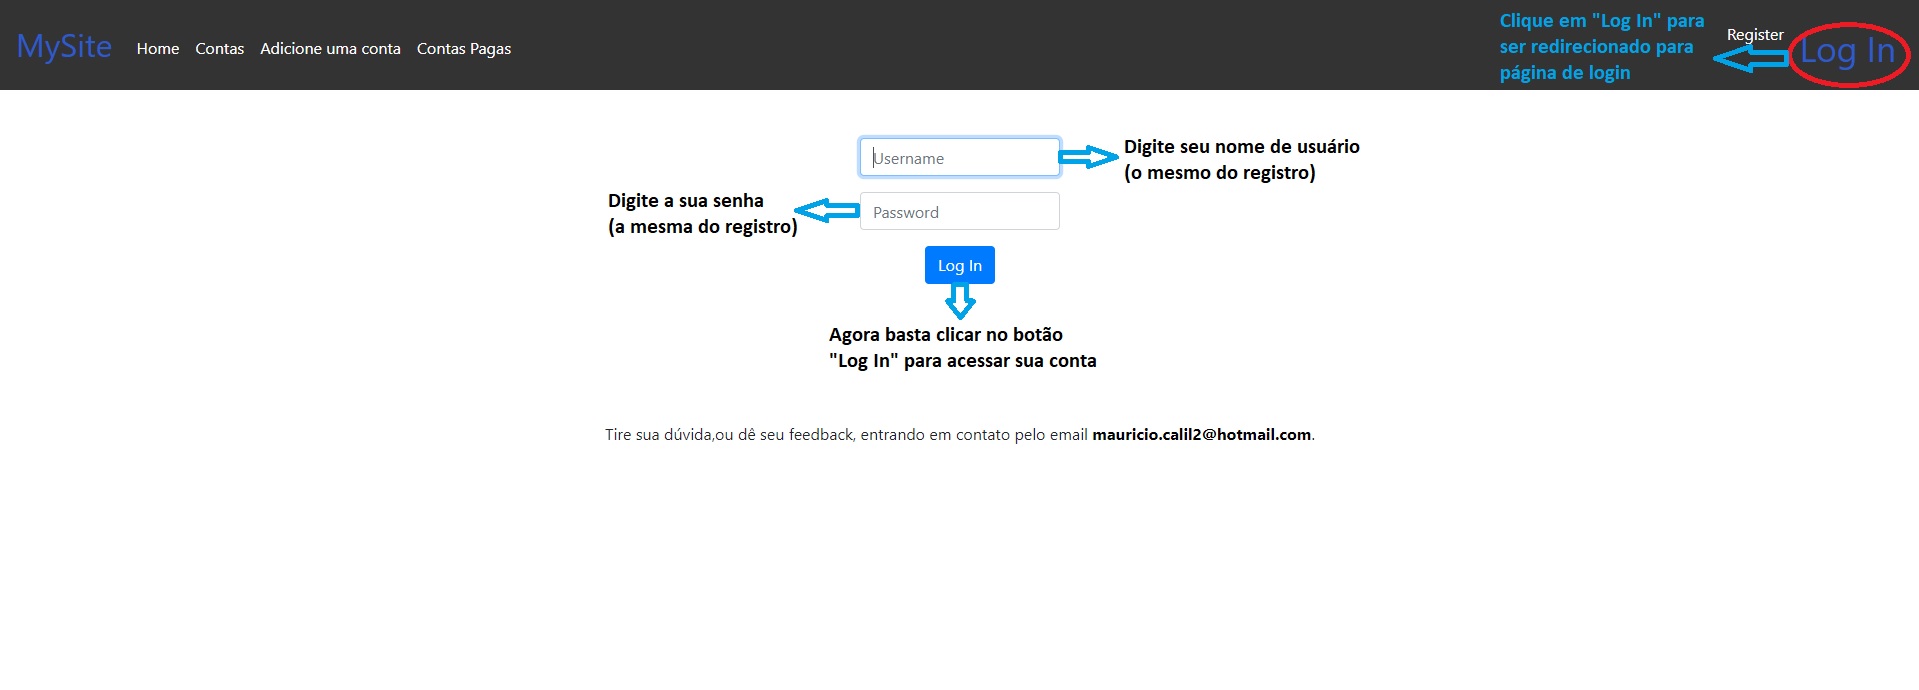 MySite Home Contas Adicione uma conta Contas Pagas
Clique em "Log In" para
ser redirecionado para
página de login
Register
Log In
Username
Digite seu nome de usuário
(o mesmo do registro)
Digite a sua senha
(a mesma do registro)
Password
Log In
Agora basta clicar no botão
"Log In" para acessar sua conta
Tire sua dúvida,ou dê seu feedback, entrando em contato pelo email mauricio.calil2@hotmail.com.